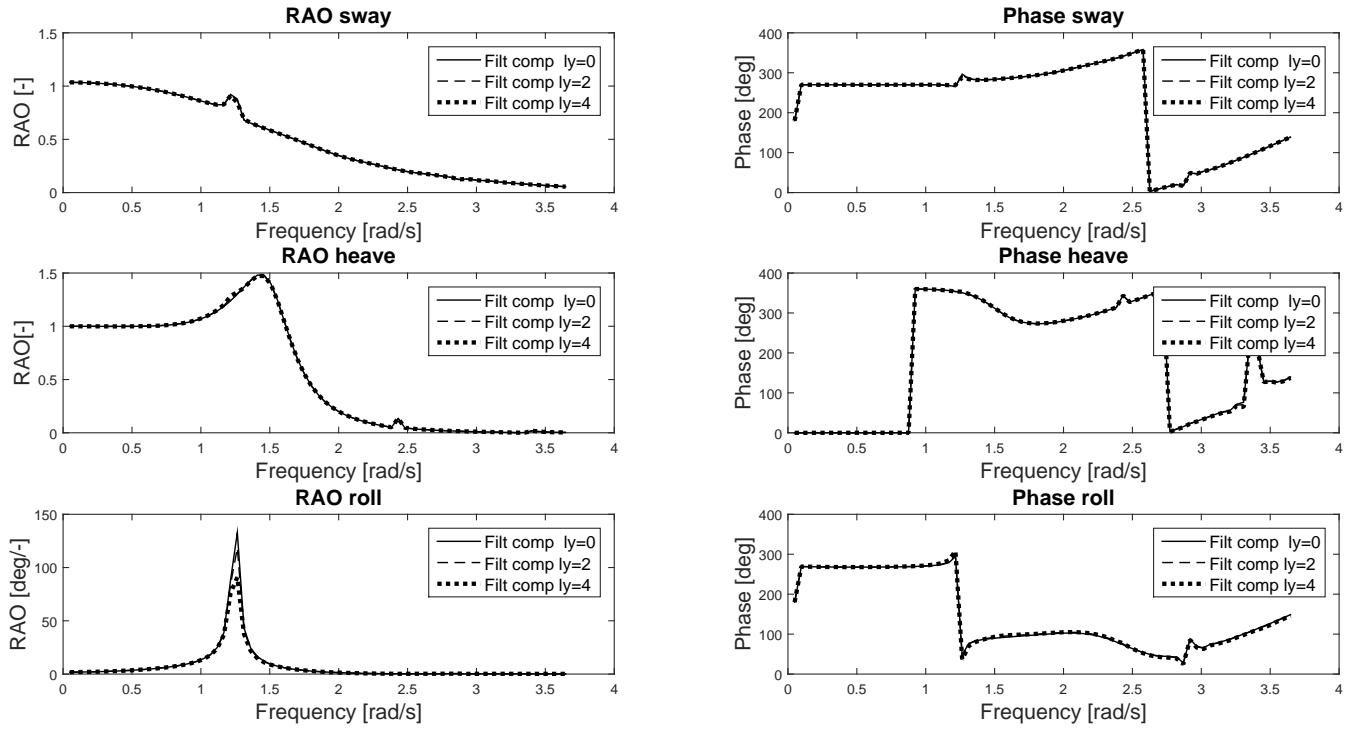 RAO sway
1.5
1
0.5
0
RAO [-]
0 0.5 1 1.5 2 2.5 3 3.5 4
Frequency [rad/s]
Filt comp ly=0
Filt comp ly=2
Filt comp ly=4
Phase sway
400
300
200
100
0
Phase [deg]
0 0.5 1 1.5 2 2.5 3 3.5 4
Frequency [rad/s]
Filt comp ly=0
Filt comp ly=2
Filt comp ly=4
RAO heave
1.5
1
0.5
0
RAO[-]
0 0.5 1 1.5 2 2.5 3 3.5 4
Frequency [rad/s]
Filt comp ly=0
Filt comp ly=2
Filt comp ly=4
Phase heave
400
300
200
100
0
Phase [deg]
0 0.5 1 1.5 2 2.5 3 3.5 4
Frequency [rad/s]
Filt comp ly=0
Filt comp ly=2
Filt comp ly=4
RAO roll
150
100
50
0
RAO [deg/-]
0 0.5 1 1.5 2 2.5 3 3.5 4
Frequency [rad/s]
Filt comp ly=0
Filt comp ly=2
Filt comp ly=4
Phase roll
400
300
200
100
0
Phase [deg]
0 0.5 1 1.5 2 2.5 3 3.5 4
Frequency [rad/s]
Filt comp ly=0
Filt comp ly=2
Filt comp ly=4